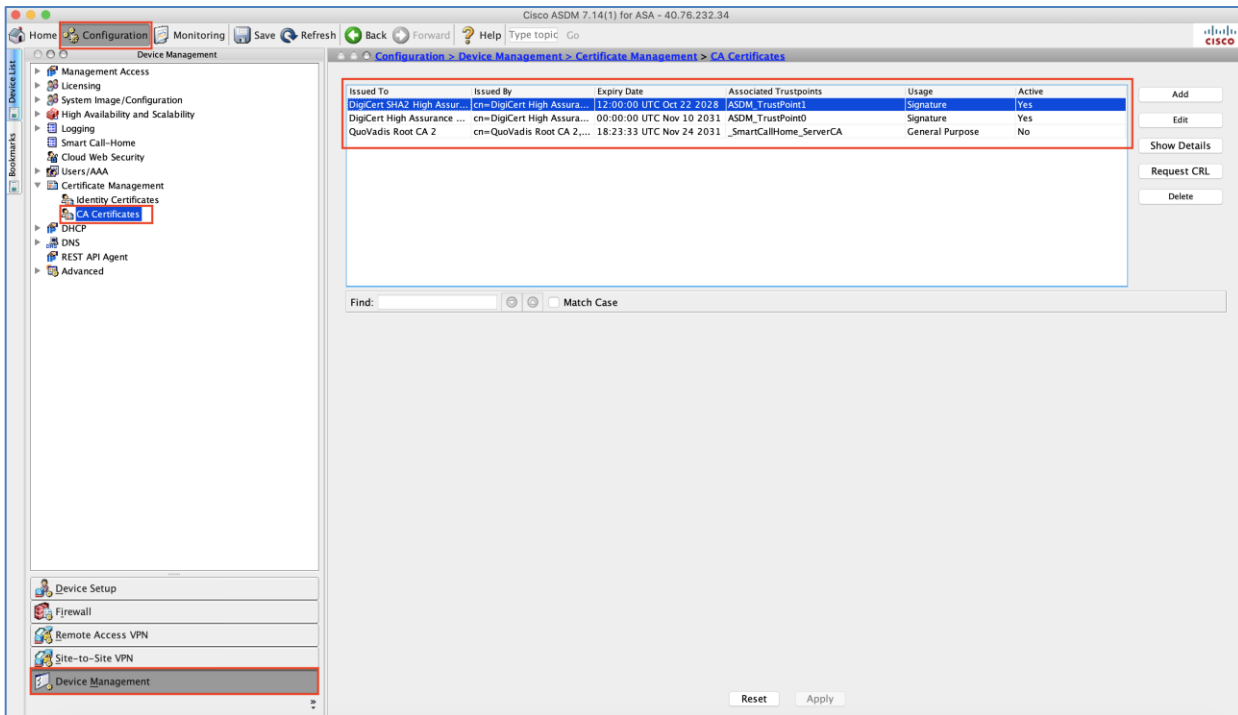 Cisco ASDM 7.14(1) for ASA - 40.76.232.34
Home Configuration Monitoring Save Refresh Back Forward Help Type topic Go
cisco
Device List
Bookmarks
Device Management
Management Access
Licensing
System Image/Configuration
High Availability and Scalability
Logging
Smart Call-Home
Cloud Web Security
Users/AAA
Certificate Management
Identity Certificates
CA Certificates
DHCP
DNS
REST API Agent
Advanced
Device Setup
Firewall
Remote Access VPN
Site-to-Site VPN
Device Management
Configuration > Device Management > Certificate Management > CA Certificates
Issued To Issued By Expiry Date Associated Trustpoints Usage Active
DigiCert SHA2 High Assur... cn=DigiCert High Assura... 12:00:00 UTC Oct 22 2028 ASDM_TrustPoint1 Signature Yes
DigiCert High Assurance ... cn=DigiCert High Assura... 00:00:00 UTC Nov 10 2031 ASDM_TrustPoint0 Signature Yes
QuoVadis Root CA 2 cn=QuoVadis Root CA 2,... 18:23:33 UTC Nov 24 2031 _SmartCallHome_ServerCA General Purpose No
Add
Edit
Show Details
Request CRL
Delete
Find: Match Case
Reset Apply